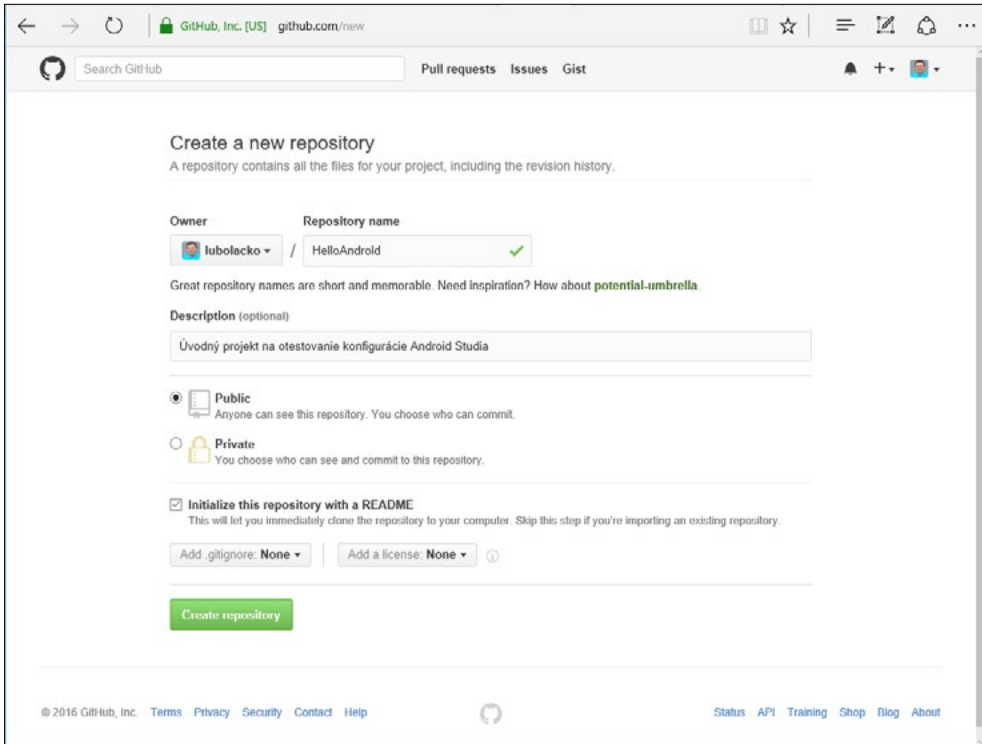 GitHub, Inc. [US] github.com/new
Search GitHub Pull requests Issues Gist
Create a new repository
A repository contains all the files for your project, including the revision history.
Owner Repository name
lubolacko / HelloAndroid
Great repository names are short and memorable. Need inspiration? How about potential-umbrella.
Description (optional)
Úvodný projekt na otestovanie konfigurácie Android Studia
Public
Anyone can see this repository. You choose who can commit.
Private
You choose who can see and commit to this repository.
Initialize this repository with a README
This will let you immediately clone the repository to your computer. Skip this step if you're importing an existing repository.
Add .gitignore: None Add a license: None
Create repository
© 2016 GitHub, Inc. Terms Privacy Security Contact Help Status API Training Shop Blog About